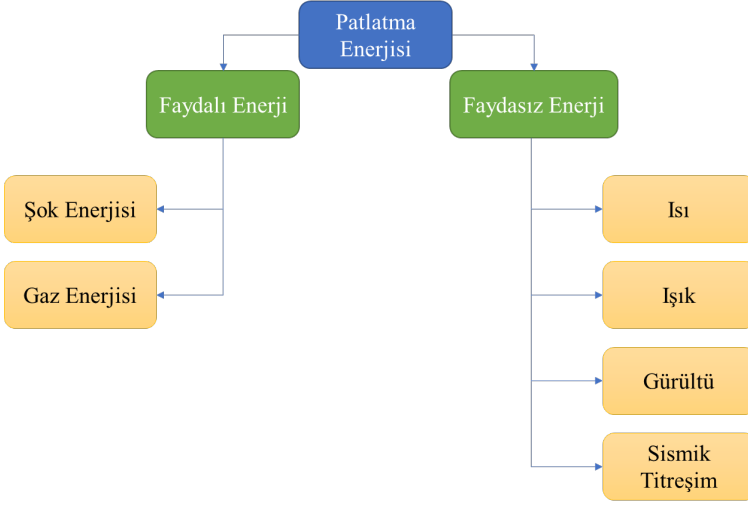 Patlatma
Enerjisi
Faydalı Enerji
Faydasız Enerji
Şok Enerjisi
Gaz Enerjisi
Isı
Işık
Gürültü
Sismik
Titreşim